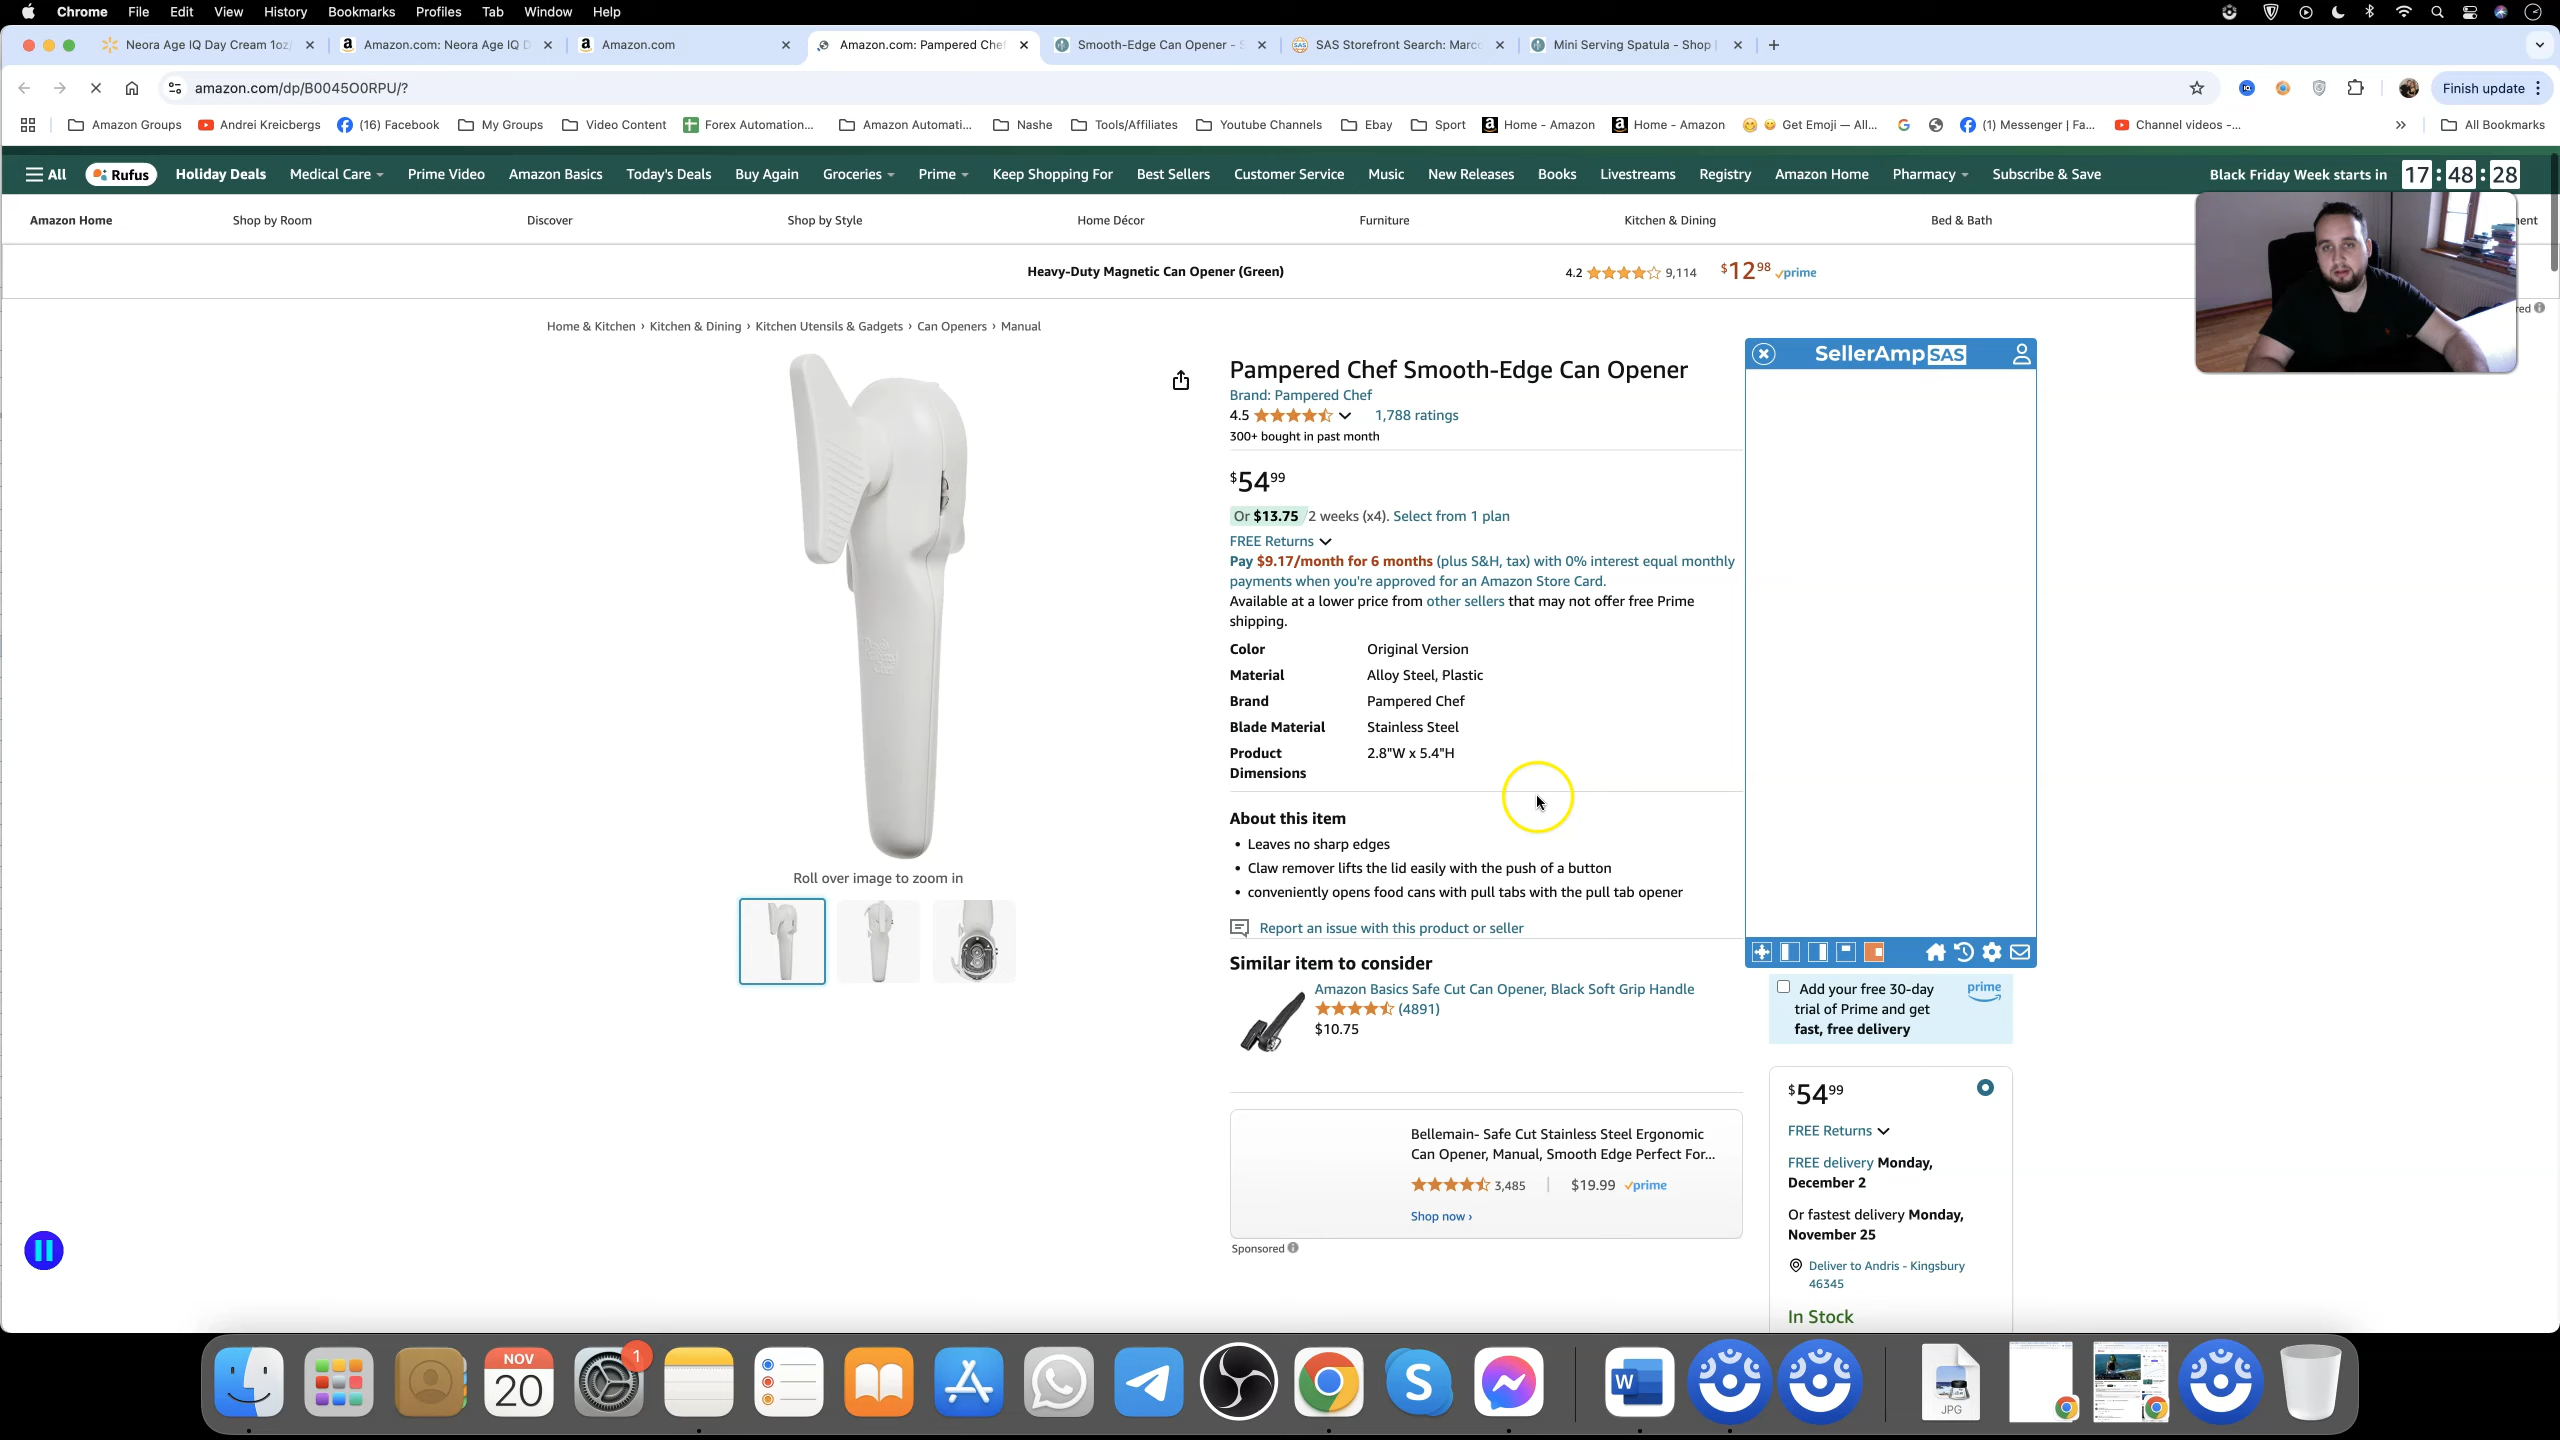 Chrome File Edit View History Bookmarks Profiles Tab Window Help
Neora Age IQ Day Cream 1oz/ Amazon.com: Neora Age IQ D Amazon.com Amazon.com: Pampered Chef Smooth-Edge Can Opener - S SAS Storefront Search: Marco Mini Serving Spatula - Shop
amazon.com/dp/B0045O0RPU/? Finish update
Amazon Groups Andrei Kreicbergs (16) Facebook My Groups Video Content Forex Automation... Amazon Automati... Nashe Tools/Affiliates Youtube Channels Ebay Sport Home - Amazon Home - Amazon Get Emoji — All... (1) Messenger | Fa... Channel videos -... All Bookmarks
All Rufus Holiday Deals Medical Care Prime Video Amazon Basics Today's Deals Buy Again Groceries Prime Keep Shopping For Best Sellers Customer Service Music New Releases Books Livestreams Registry Amazon Home Pharmacy Subscribe & Save Black Friday Week starts in 17 : 48 : 28
Amazon Home Shop by Room Discover Shop by Style Home Décor Furniture Kitchen & Dining Bed & Bath
Heavy-Duty Magnetic Can Opener (Green) 4.2 9,114 $12 98 prime
Home & Kitchen › Kitchen & Dining › Kitchen Utensils & Gadgets › Can Openers › Manual
Pampered Chef Smooth-Edge Can Opener
Brand: Pampered Chef
4.5 1,788 ratings
300+ bought in past month
$54 99
Or $13.75 /2 weeks (x4). Select from 1 plan
FREE Returns
Pay $9.17/month for 6 months (plus S&H, tax) with 0% interest equal monthly
payments when you're approved for an Amazon Store Card.
Available at a lower price from other sellers that may not offer free Prime
shipping.
Color Original Version
Material Alloy Steel, Plastic
Brand Pampered Chef
Blade Material Stainless Steel
Product 2.8"W x 5.4"H
Dimensions
About this item
• Leaves no sharp edges
• Claw remover lifts the lid easily with the push of a button
• conveniently opens food cans with pull tabs with the pull tab opener
Report an issue with this product or seller
Roll over image to zoom in
Similar item to consider
Amazon Basics Safe Cut Can Opener, Black Soft Grip Handle
(4891)
$10.75
Bellemain- Safe Cut Stainless Steel Ergonomic
Can Opener, Manual, Smooth Edge Perfect For...
3,485 | $19.99 prime
Shop now ›
Sponsored
SellerAmp SAS
Add your free 30-day
trial of Prime and get
fast, free delivery
prime
$54 99
FREE Returns
FREE delivery Monday,
December 2
Or fastest delivery Monday,
November 25
Deliver to Andris - Kingsbury
46345
In Stock
NOV
20
1
W
S
JPG